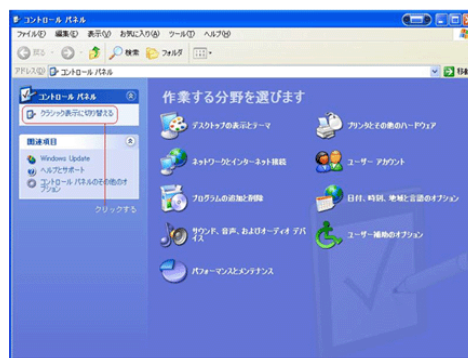 コントロール パネル
ファイル(F) 編集(E) 表示(V) お気に入り(A) ツール(T) ヘルプ(H)
戻る 検索 フォルダ
アドレス(D) コントロール パネル 移動
コントロール パネル
クラシック表示に切り替える
関連項目
Windows Update
ヘルプとサポート
コントロール パネルのその他のオプション
クリックする
作業する分野を選びます
デスクトップの表示とテーマ
プリンタとその他のハードウェア
ネットワークとインターネット接続
ユーザー アカウント
プログラムの追加と削除
日付、時刻、地域と言語のオプション
サウンド、音声、およびオーディオ デバイス
ユーザー補助のオプション
パフォーマンスとメンテナンス